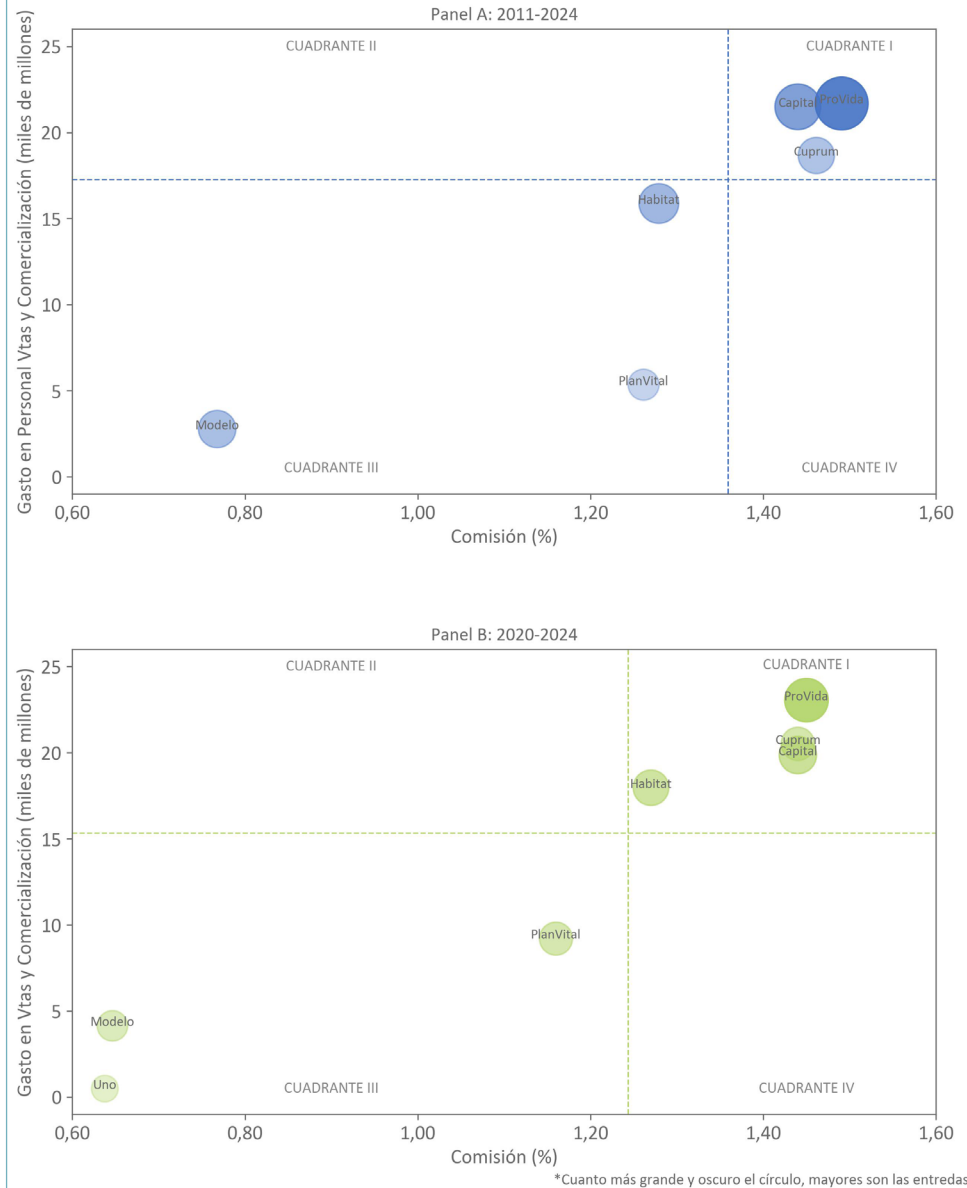 Panel A: 2011-2024
Gasto en Personal Vtas y Comercialización (miles de millones)
25
20
15
10
5
0
CUADRANTE II
CUADRANTE I
Capital
ProVida
Cuprum
Habitat
PlanVital
Modelo
CUADRANTE III
CUADRANTE IV
0,60
0,80
1,00
1,20
1,40
1,60
Comisión (%)
Panel B: 2020-2024
Gasto en Vtas y Comercialización (miles de millones)
25
20
15
10
5
0
CUADRANTE II
CUADRANTE I
ProVida
Cuprum
Capital
Habitat
PlanVital
Modelo
Uno
CUADRANTE III
CUADRANTE IV
0,60
0,80
1,00
1,20
1,40
1,60
Comisión (%)
*Cuanto más grande y oscuro el círculo, mayores son las entredas